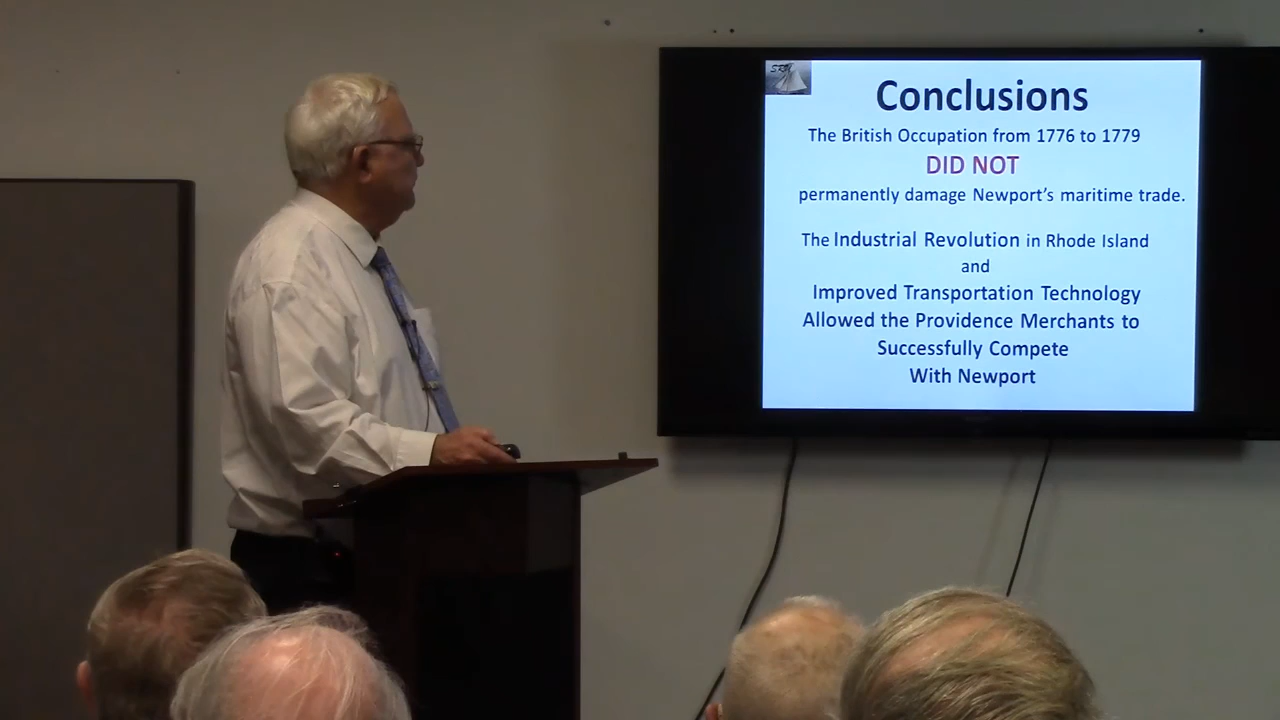 Conclusions
The British Occupation from 1776 to 1779
DID NOT
permanently damage Newport's maritime trade.
The Industrial Revolution in Rhode Island
and
Improved Transportation Technology
Allowed the Providence Merchants to
Successfully Compete
With Newport